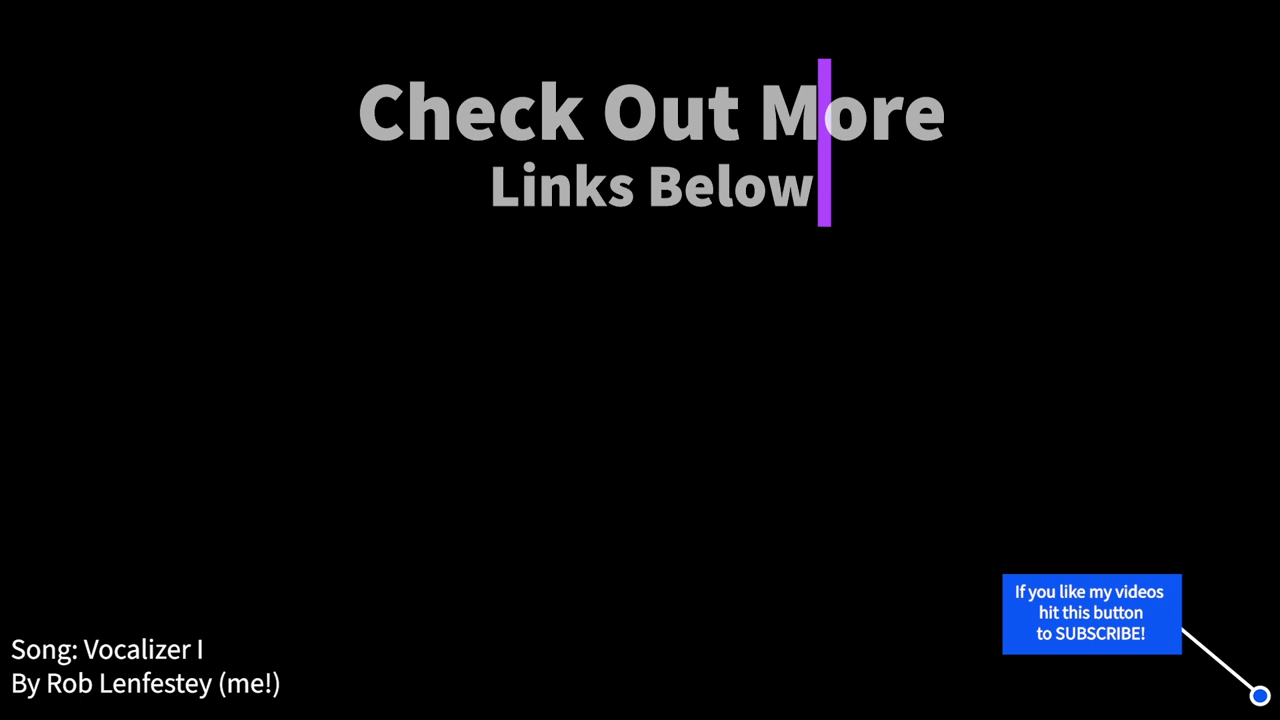 Check Out More
Links Below
If you like my videos
hit this button
to SUBSCRIBE!
Song: Vocalizer I
By Rob Lenfestey (me!)